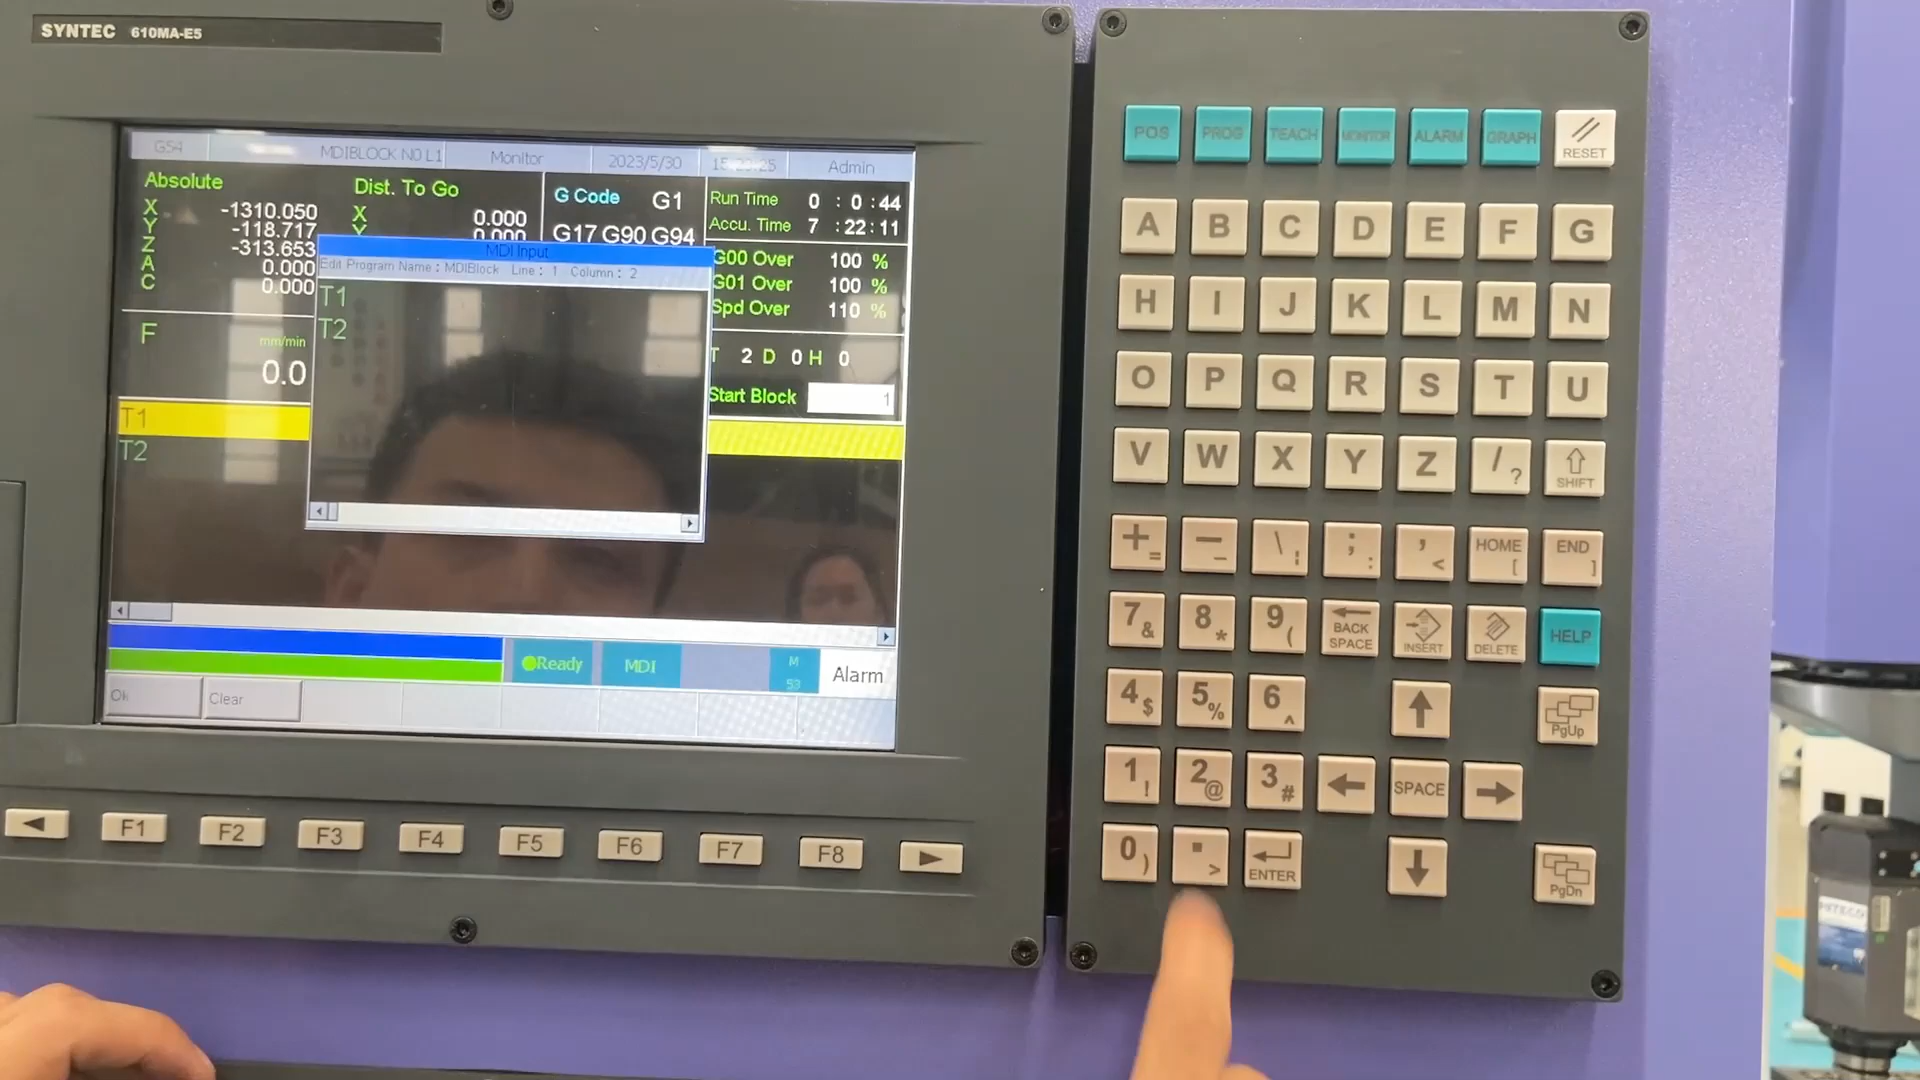 SYNTEC 610MA-E5
G54 MDIBLOCK N0 L1 Monitor 2023/5/30 Admin
Absolute
X -1310.050
Y -118.717
Z -313.653
A 0.000
C 0.000
Dist. To Go
X 0.000
Y 0.000
G Code G1
G17 G90 G94
Run Time 0 : 0 : 44
Accu. Time 7 : 22 : 11
G00 Over 100 %
G01 Over 100 %
Spd Over 110 %
T 2 D 0 H 0
Start Block 1
MDI Input
Edit Program Name : MDIBlock Line : 1 Column : 2
T1
T2
F mm/min
0.0
T1
T2
Ready MDI M 53 Alarm
Ok Clear
F1 F2 F3 F4 F5 F6 F7 F8
POS PROG TEACH MONITOR ALARM GRAPH RESET
A B C D E F G
H I J K L M N
O P Q R S T U
V W X Y Z / ? SHIFT
+ = - _ \ ¦ ; : , < HOME [ END ]
7 & 8 * 9 ( BACK SPACE INSERT DELETE HELP
4 $ 5 % 6 ^ PgUp
1 ! 2 @ 3 # SPACE
0 ) . > ENTER PgDn